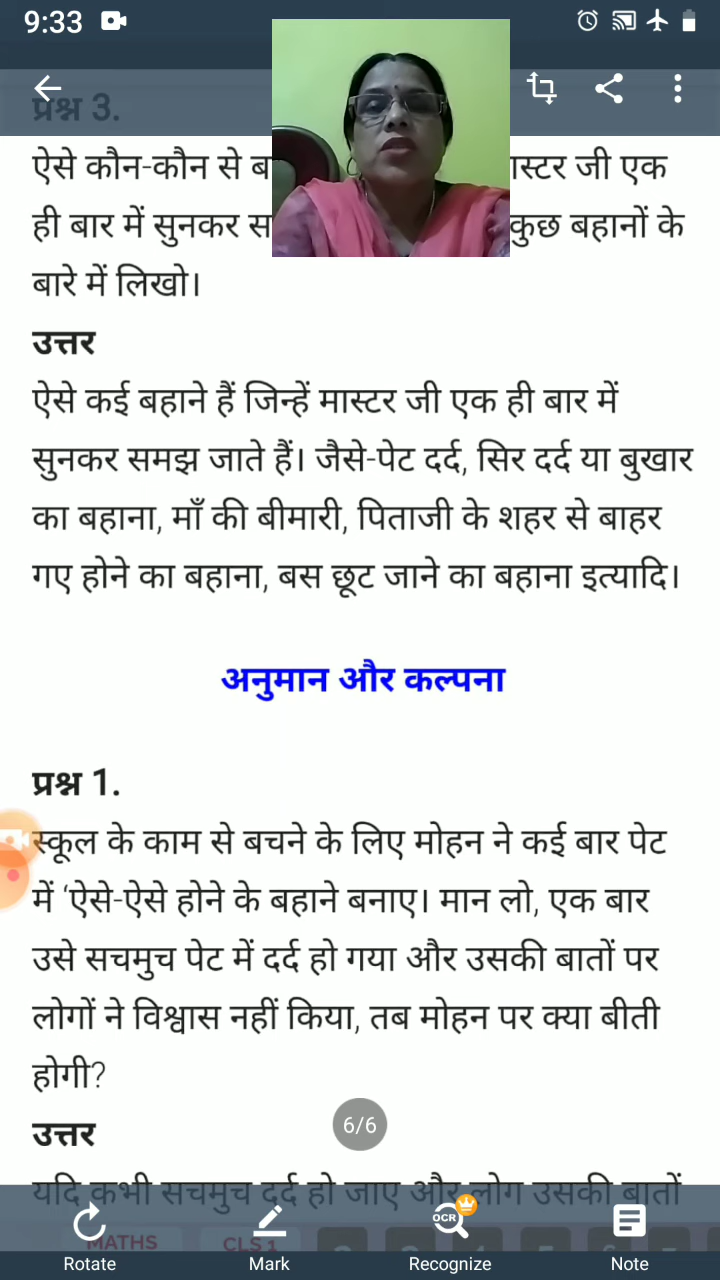 9:33
प्रश्न 3.
ऐसे कौन-कौन से ब
ास्टर जी एक
ही बार में सुनकर स
कुछ बहानों के
बारे में लिखो।
उत्तर
ऐसे कई बहाने हैं जिन्हें मास्टर जी एक ही बार में
सुनकर समझ जाते हैं। जैसे-पेट दर्द, सिर दर्द या बुखार
का बहाना, माँ की बीमारी, पिताजी के शहर से बाहर
गए होने का बहाना, बस छूट जाने का बहाना इत्यादि।
अनुमान और कल्पना
प्रश्न 1.
स्कूल के काम से बचने के लिए मोहन ने कई बार पेट
में ‘ऐसे-ऐसे होने के बहाने बनाए। मान लो, एक बार
उसे सचमुच पेट में दर्द हो गया और उसकी बातों पर
लोगों ने विश्वास नहीं किया, तब मोहन पर क्या बीती
होगी?
6/6
उत्तर
यदि कभी सचमुच दर्द हो जाए और लोग उसकी बातों
OCR
MATHS CLS 1
Rotate Mark Recognize Note